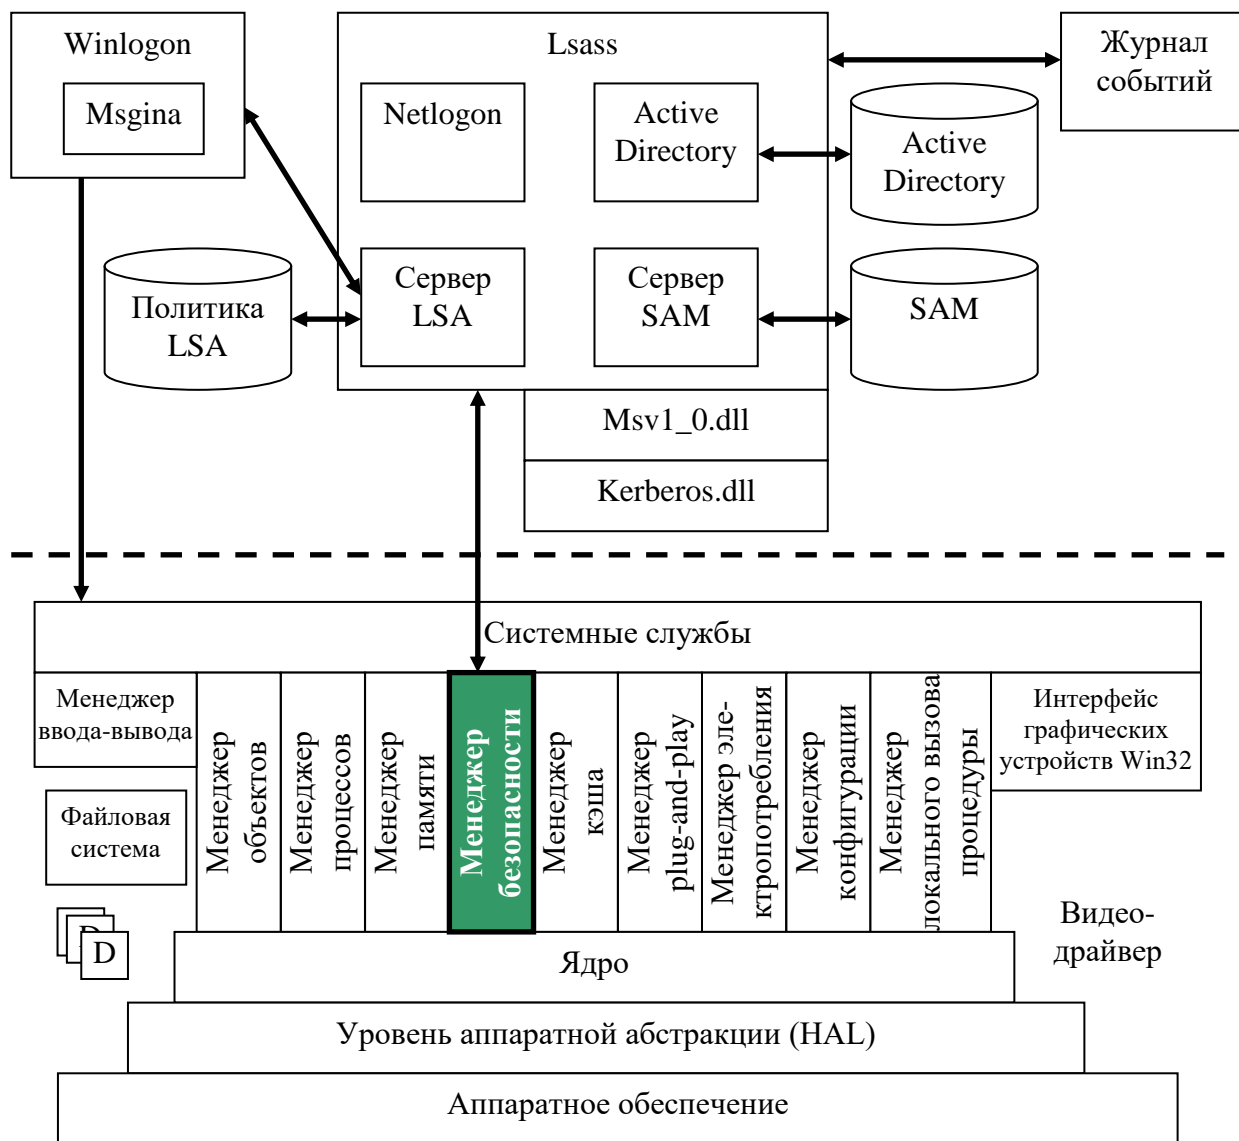 Winlogon
Msgina
Lsass
Netlogon
Active
Directory
Журнал
событий
Active
Directory
Политика
LSA
Сервер
LSA
Сервер
SAM
SAM
Msv1_0.dll
Kerberos.dll
Системные службы
Менеджер
ввода-вывода
Менеджер
объектов
Менеджер
процессов
Менеджер
памяти
Менеджер
безопасности
Менеджер
кэша
Менеджер
plug-and-play
Менеджер эле-
ктропотребления
Менеджер
конфигурации
Менеджер
локального вызова
процедуры
Интерфейс
графических
устройств Win32
Файловая
система
D
D
Видео-
драйвер
Ядро
Уровень аппаратной абстракции (HAL)
Аппаратное обеспечение